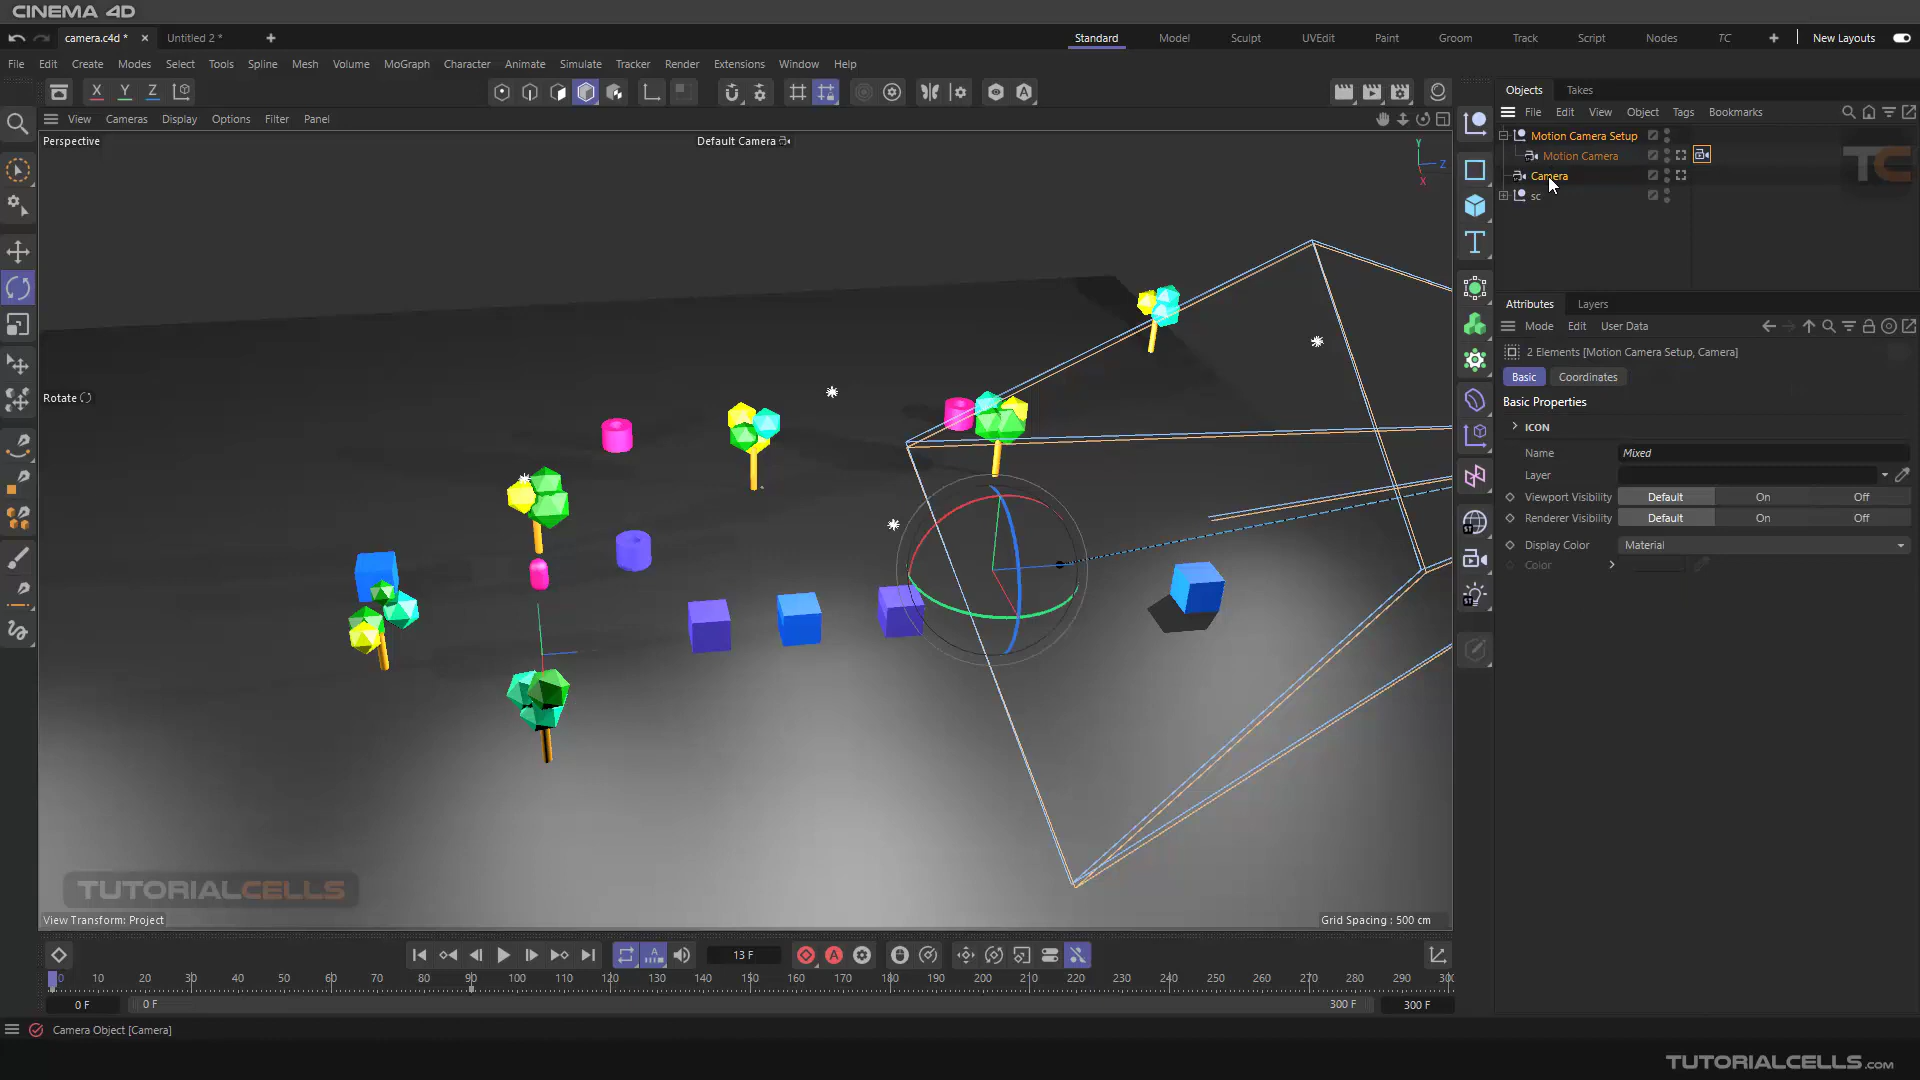 CINEMA 4D
camera.c4d * Untitled 2 * Standard Model Sculpt UVEdit Paint Groom Track Script Nodes TC New Layouts
File Edit Create Modes Select Tools Spline Mesh Volume MoGraph Character Animate Simulate Tracker Render Extensions Window Help
X Y Z
Objects Takes
File Edit View Object Tags Bookmarks
View Cameras Display Options Filter Panel
Perspective Default Camera
Y Z X
Motion Camera Setup
Motion Camera
Camera
sc
TC
Attributes Layers
Mode Edit User Data
2 Elements [Motion Camera Setup, Camera]
Basic Coordinates
Basic Properties
ICON
Name Mixed
Layer
Viewport Visibility Default On Off
Renderer Visibility Default On Off
Display Color Material
Color
Rotate
TUTORIALCELLS
View Transform: Project Grid Spacing : 500 cm
13 F
0 10 20 30 40 50 60 70 80 90 100 110 120 130 140 150 160 170 180 190 200 210 220 230 240 250 260 270 280 290 30
0 F 0 F 300 F 300 F
Camera Object [Camera]
TUTORIALCELLS.com